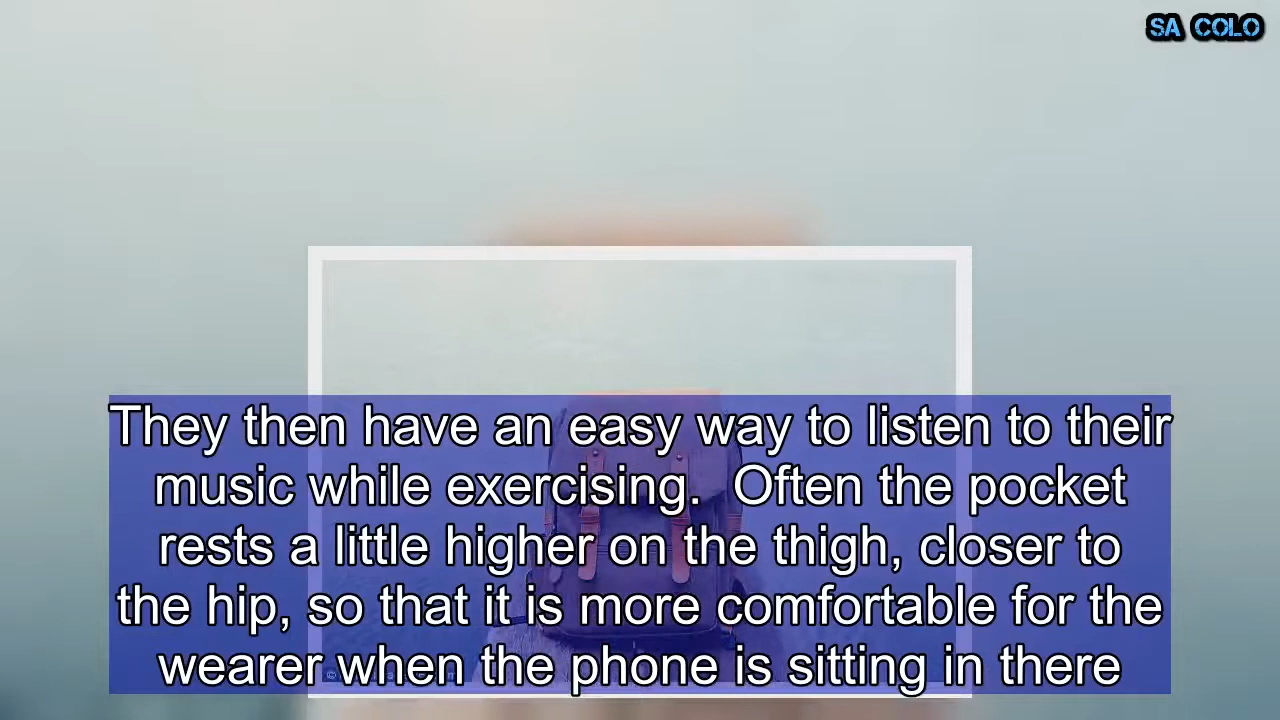 SA COLO
They then have an easy way to listen to their
music while exercising.  Often the pocket
rests a little higher on the thigh, closer to
the hip, so that it is more comfortable for the
wearer when the phone is sitting in there